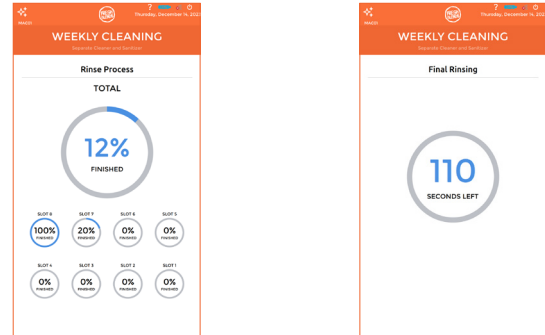 ?
Thursday, December 14, 202
WEEKLY CLEANING
Separate Cleaner and Sanitizer
Rinse Process
TOTAL
12%
FINISHED
SLOT 8 SLOT 7 SLOT 6 SLOT 5
100% 20% 0% 0%
FINISHED FINISHED FINISHED FINISHED
SLOT 4 SLOT 3 SLOT 2 SLOT 1
0% 0% 0% 0%
FINISHED FINISHED FINISHED FINISHED
?
Thursday, December 14, 202
WEEKLY CLEANING
Separate Cleaner and Sanitizer
Final Rinsing
110
SECONDS LEFT